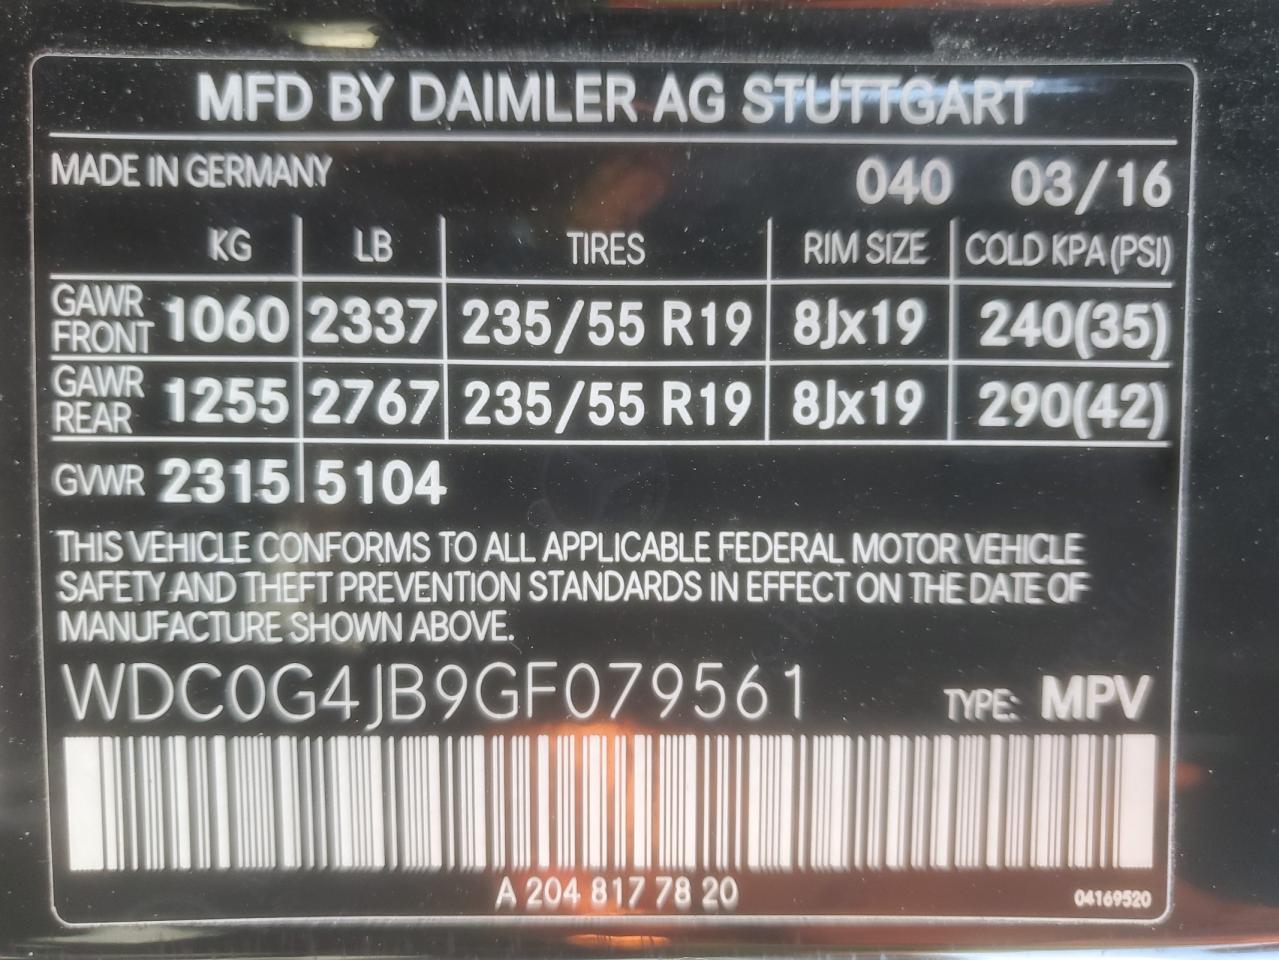 MFD BY DAIMLER AG STUTTGART
MADE IN GERMANY 040 03/16
KG LB TIRES RIM SIZE COLD KPA (PSI)
GAWR FRONT 1060 2337 235/55 R19 8Jx19 240(35)
GAWR REAR 1255 2767 235/55 R19 8Jx19 290(42)
GVWR 2315 5104
THIS VEHICLE CONFORMS TO ALL APPLICABLE FEDERAL MOTOR VEHICLE
SAFETY AND THEFT PREVENTION STANDARDS IN EFFECT ON THE DATE OF
MANUFACTURE SHOWN ABOVE.
WDC0G4JB9GF079561 TYPE: MPV
A 204 817 78 20 04169520